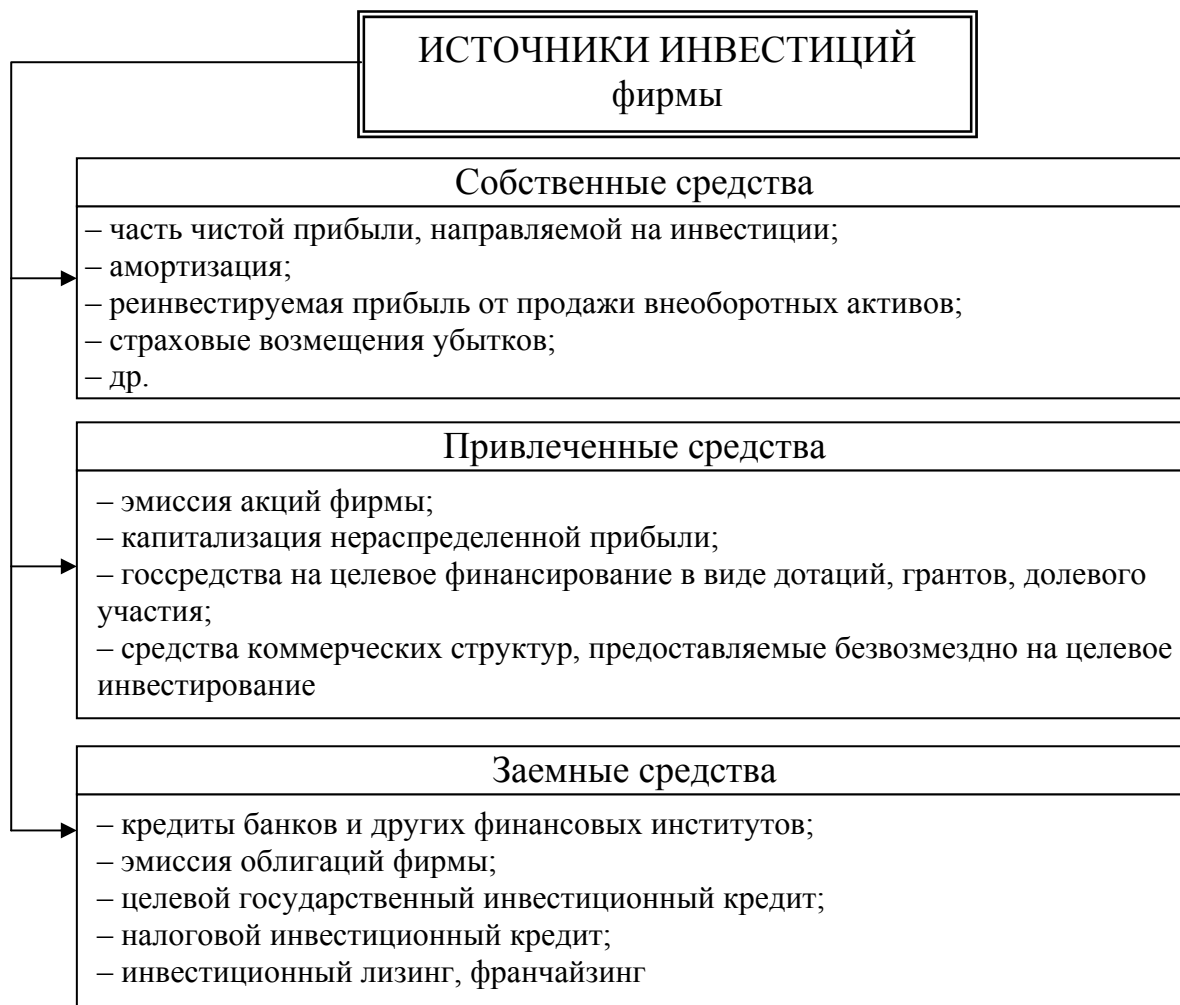 ИСТОЧНИКИ ИНВЕСТИЦИЙ
фирмы
Собственные средства
– часть чистой прибыли, направляемой на инвестиции;
– амортизация;
– реинвестируемая прибыль от продажи внеоборотных активов;
– страховые возмещения убытков;
– др.
Привлеченные средства
– эмиссия акций фирмы;
– капитализация нераспределенной прибыли;
– госсредства на целевое финансирование в виде дотаций, грантов, долевого
участия;
– средства коммерческих структур, предоставляемые безвозмездно на целевое
инвестирование
Заемные средства
– кредиты банков и других финансовых институтов;
– эмиссия облигаций фирмы;
– целевой государственный инвестиционный кредит;
– налоговой инвестиционный кредит;
– инвестиционный лизинг, франчайзинг